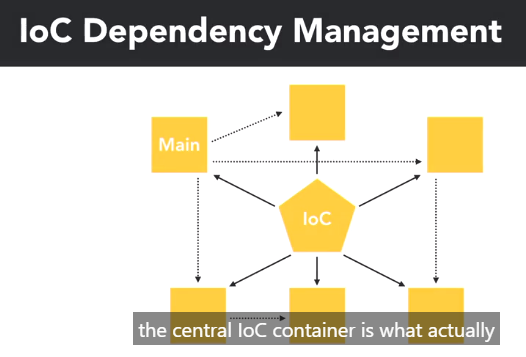 IoC Dependency Management
Main
IoC
the central IoC container is what actually